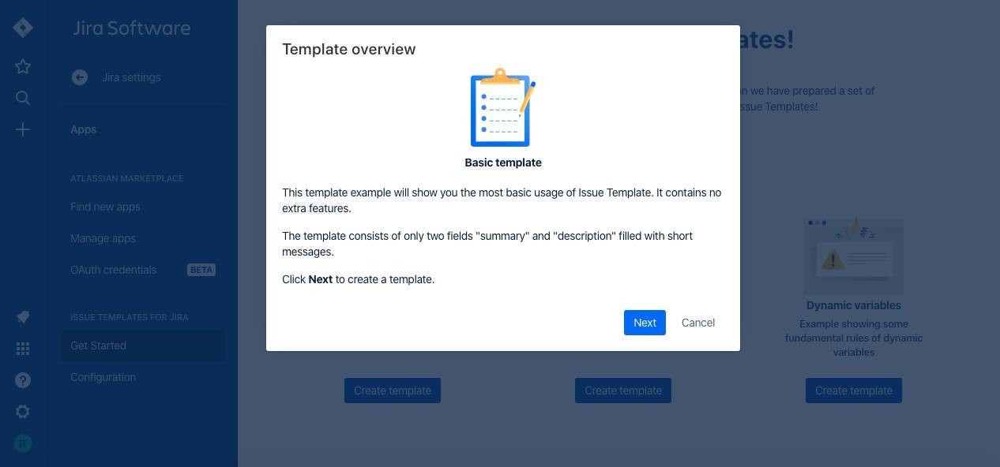 Jira Software
Jira settings
Apps
ATLASSIAN MARKETPLACE
Find new apps
Manage apps
OAuth credentials BETA
ISSUE TEMPLATES FOR JIRA
Get Started
Configuration
JT
Template overview
Basic template
This template example will show you the most basic usage of Issue Template. It contains no
extra features.
The template consists of only two fields "summary" and "description" filled with short
messages.
Click Next to create a template.
Next Cancel
ates!
on we have prepared a set of
ssue Templates!
Dynamic variables
Example showing some
fundamental rules of dynamic
variables
Create template Create template Create template